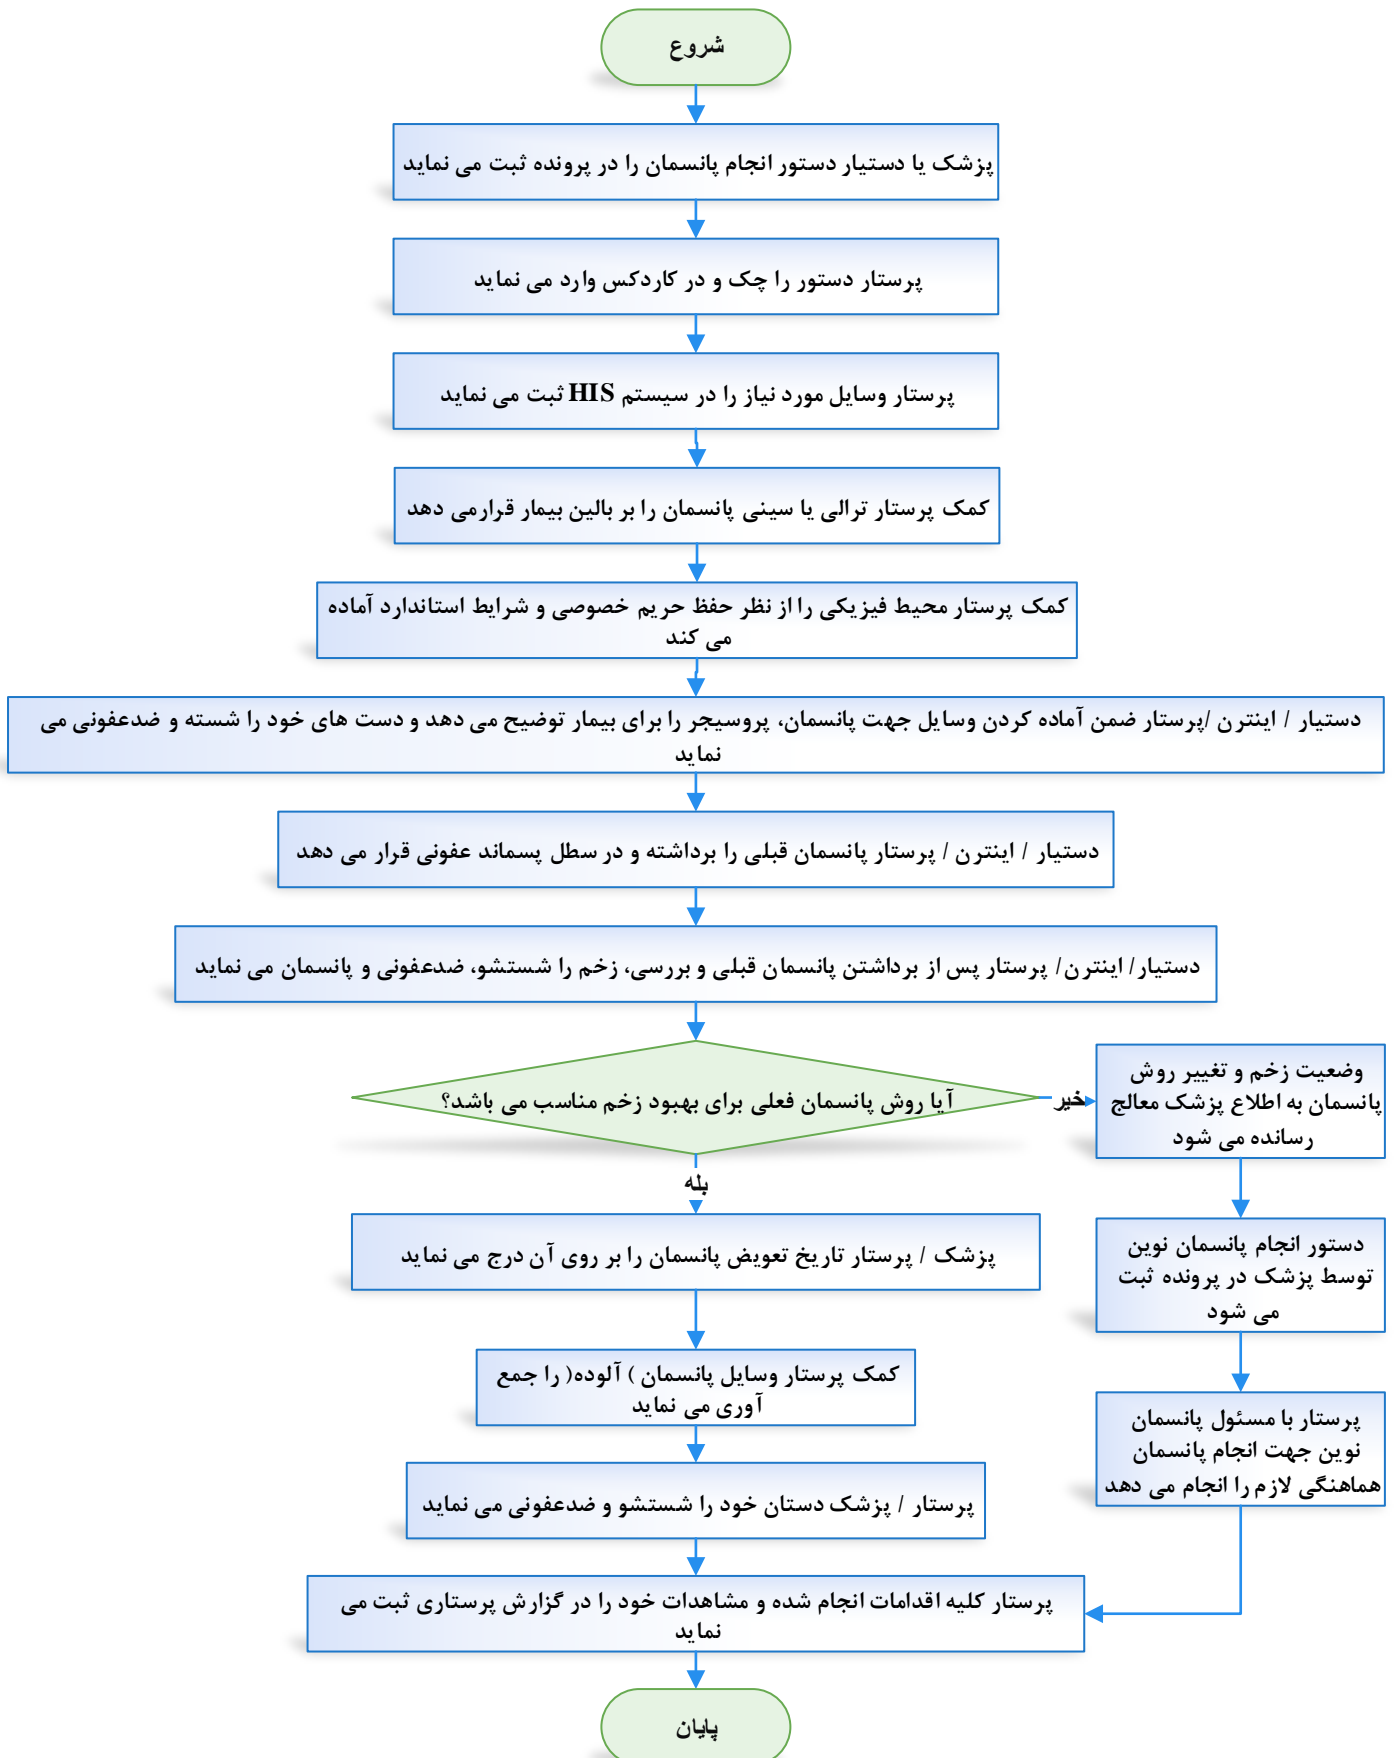 شروع
پزشک یا دستیار دستور انجام پانسمان را در پرونده ثبت می نماید
پرستار دستور را چک و در کاردکس وارد می نماید
پرستار وسایل مورد نیاز را در سیستم HIS ثبت می نماید
کمک پرستار ترالی یا سینی پانسمان را بر بالین بیمار قرارمی دهد
کمک پرستار محیط فیزیکی را از نظر حفظ حریم خصوصی و شرایط استاندارد آماده
می کند
دستیار / اینترن /پرستار ضمن آماده کردن وسایل جهت پانسمان، پروسیجر را برای بیمار توضیح می دهد و دست های خود را شسته و ضدعفونی می
نماید
دستیار / اینترن / پرستار پانسمان قبلی را برداشته و در سطل پسماند عفونی قرار می دهد
دستیار/ اینترن/ پرستار پس از برداشتن پانسمان قبلی و بررسی، زخم را شستشو، ضدعفونی و پانسمان می نماید
آیا روش پانسمان فعلی برای بهبود زخم مناسب می باشد؟
خیر
وضعیت زخم و تغییر روش
پانسمان به اطلاع پزشک معالج
رسانده می شود
دستور انجام پانسمان نوین
توسط پزشک در پرونده ثبت
می شود
پرستار با مسئول پانسمان
نوین جهت انجام پانسمان
هماهنگی لازم را انجام می دهد
بله
پزشک / پرستار تاریخ تعویض پانسمان را بر روی آن درج می نماید
کمک پرستار وسایل پانسمان ) آلوده( را جمع
آوری می نماید
پرستار / پزشک دستان خود را شستشو و ضدعفونی می نماید
پرستار کلیه اقدامات انجام شده و مشاهدات خود را در گزارش پرستاری ثبت می
نماید
پایان